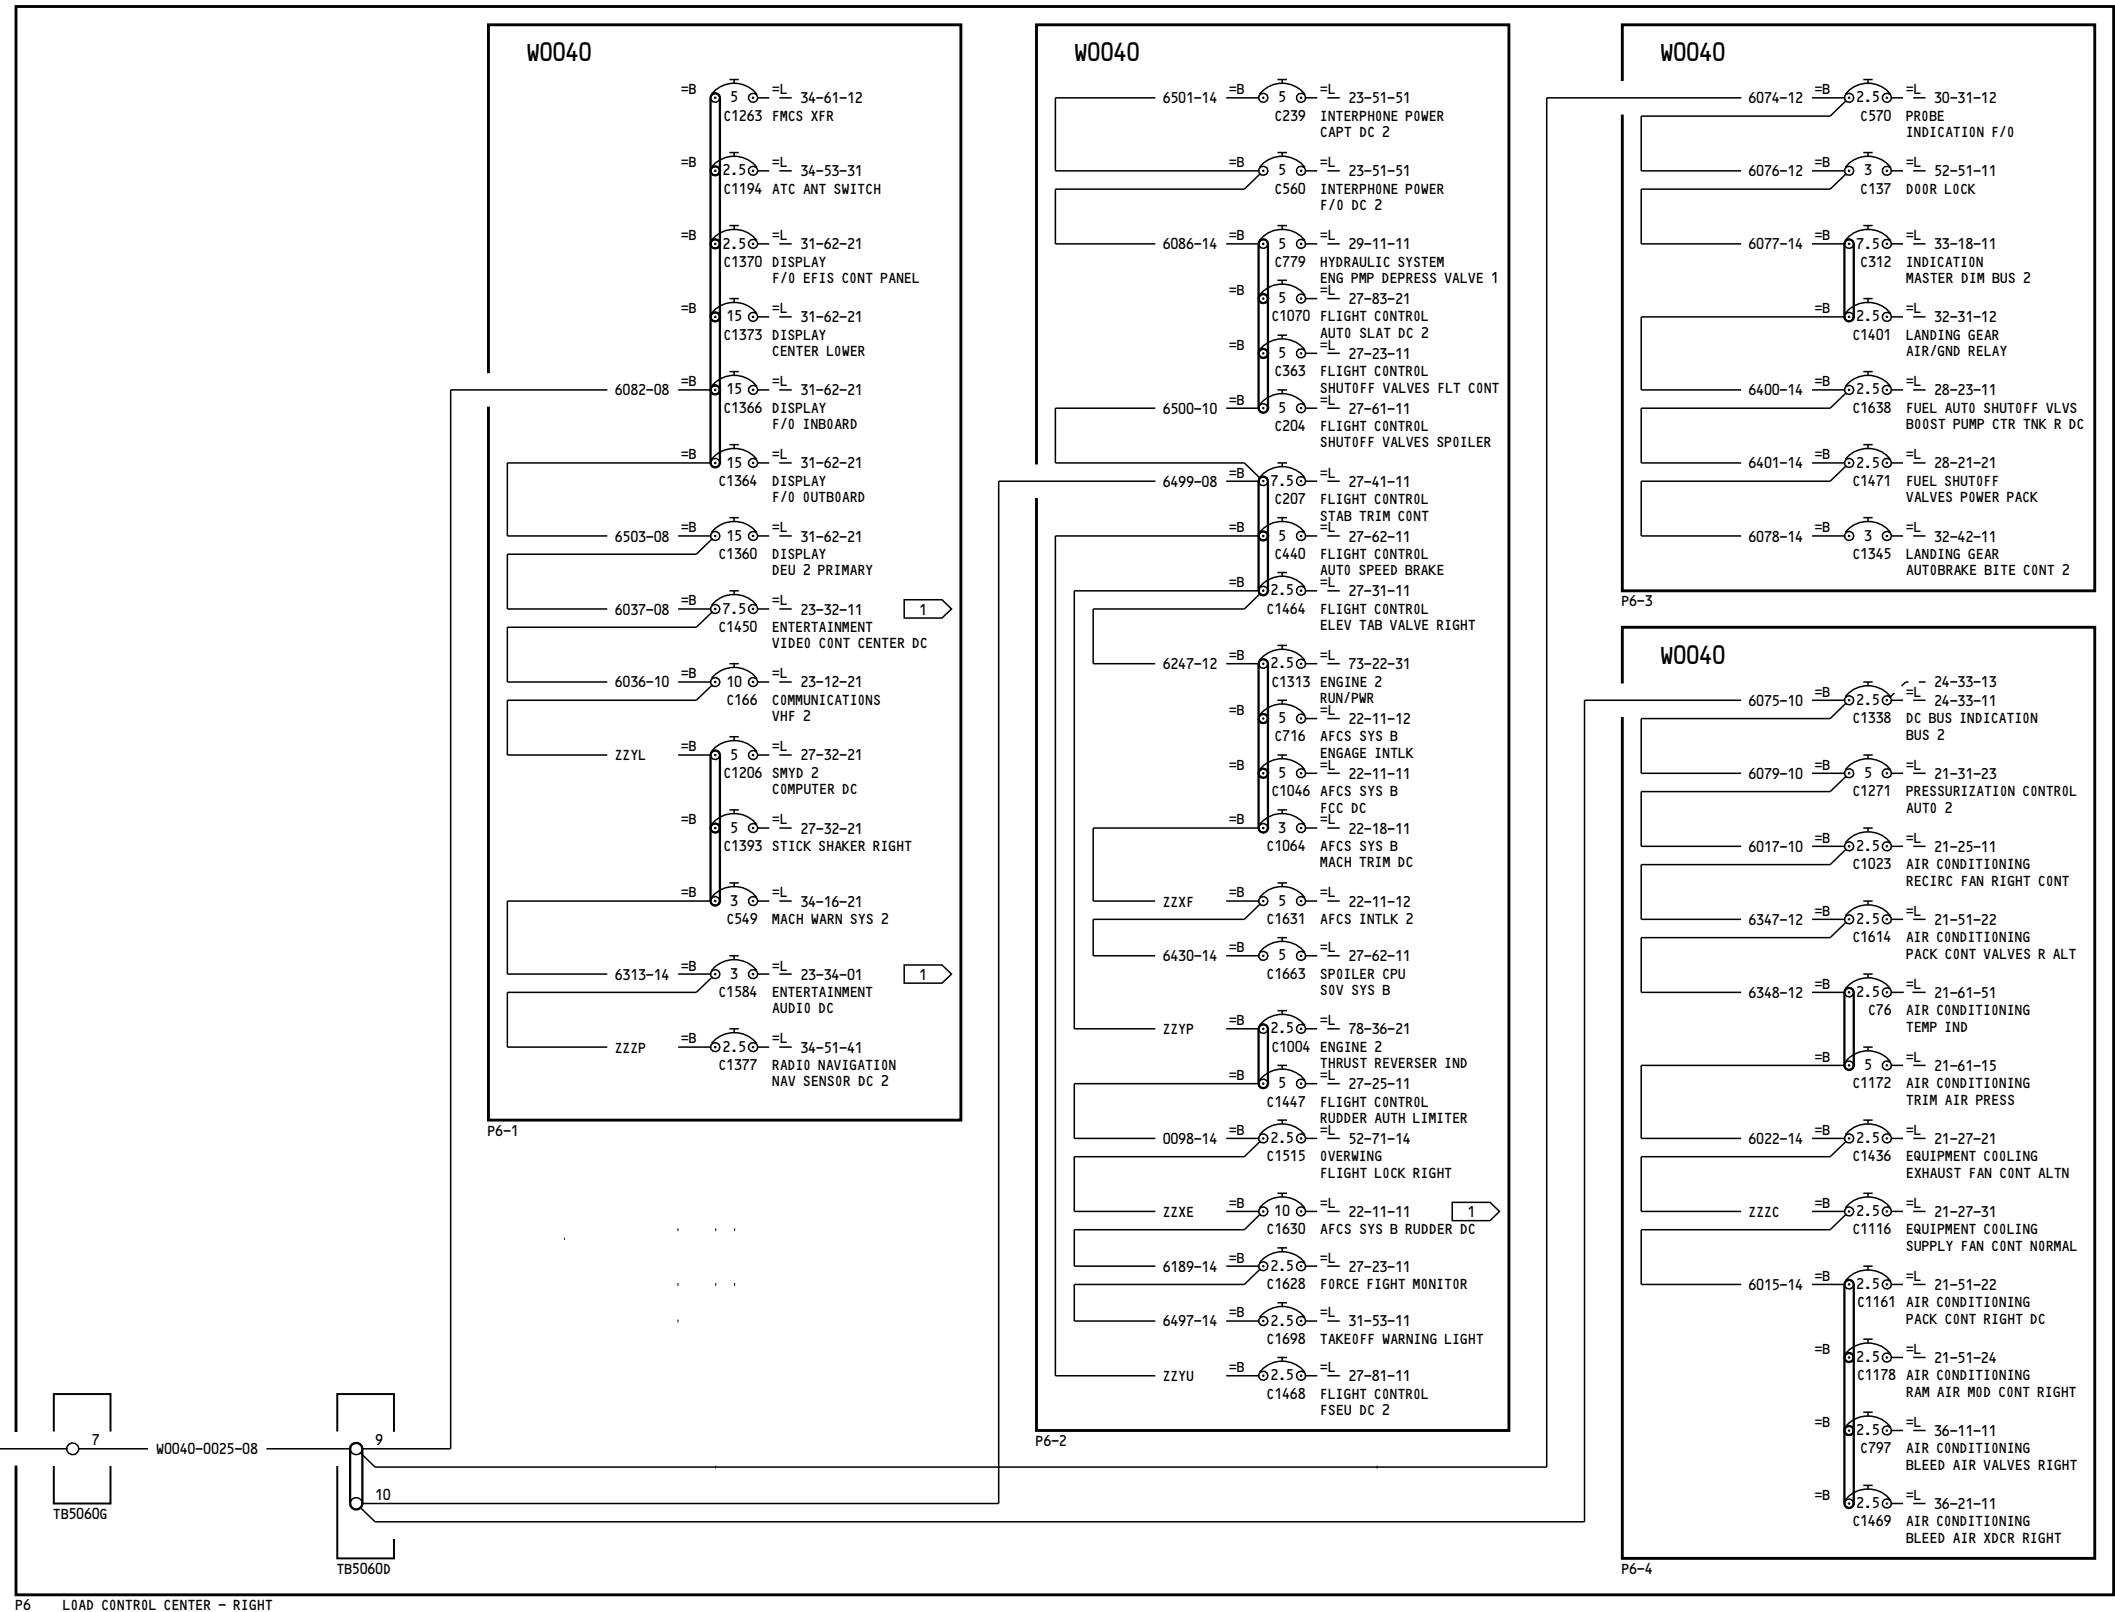 W0040
=B 5 =L 34-61-12
C1263 FMCS XFR
=B 2.5 =L 34-53-31
C1194 ATC ANT SWITCH
=B 2.5 =L 31-62-21
C1370 DISPLAY
F/O EFIS CONT PANEL
=B 15 =L 31-62-21
C1373 DISPLAY
CENTER LOWER
6082-08 =B 15 =L 31-62-21
C1366 DISPLAY
F/O INBOARD
=B 15 =L 31-62-21
C1364 DISPLAY
F/O OUTBOARD
6503-08 =B 15 =L 31-62-21
C1360 DISPLAY
DEU 2 PRIMARY
6037-08 =B 7.5 =L 23-32-11 1
C1450 ENTERTAINMENT
VIDEO CONT CENTER DC
6036-10 =B 10 =L 23-12-21
C166 COMMUNICATIONS
VHF 2
ZZYL =B 5 =L 27-32-21
C1206 SMYD 2
COMPUTER DC
=B 5 =L 27-32-21
C1393 STICK SHAKER RIGHT
=B 3 =L 34-16-21
C549 MACH WARN SYS 2
6313-14 =B 3 =L 23-34-01 1
C1584 ENTERTAINMENT
AUDIO DC
ZZZP =B 2.5 =L 34-51-41
C1377 RADIO NAVIGATION
NAV SENSOR DC 2
P6-1
W0040
6501-14 =B 5 =L 23-51-51
C239 INTERPHONE POWER
CAPT DC 2
5 =L 23-51-51
C560 INTERPHONE POWER
F/O DC 2
6086-14 =B 5 =L 29-11-11
C779 HYDRAULIC SYSTEM
ENG PMP DEPRESS VALVE 1
=B 5 =L 27-83-21
C1070 FLIGHT CONTROL
AUTO SLAT DC 2
=B 5 =L 27-23-11
C363 FLIGHT CONTROL
SHUTOFF VALVES FLT CONT
6500-10 =B 5 =L 27-61-11
C204 FLIGHT CONTROL
SHUTOFF VALVES SPOILER
6499-08 =B 7.5 =L 27-41-11
C207 FLIGHT CONTROL
STAB TRIM CONT
=B 5 =L 27-62-11
C440 FLIGHT CONTROL
AUTO SPEED BRAKE
=B 2.5 =L 27-31-11
C1464 FLIGHT CONTROL
ELEV TAB VALVE RIGHT
6247-12 =B 2.5 =L 73-22-31
C1313 ENGINE 2
RUN/PWR
=B 5 =L 22-11-12
C716 AFCS SYS B
ENGAGE INTLK
=B 5 =L 22-11-11
C1046 AFCS SYS B
FCC DC
=B 3 =L 22-18-11
C1064 AFCS SYS B
MACH TRIM DC
ZZXF =B 5 =L 22-11-12
C1631 AFCS INTLK 2
6430-14 =B 5 =L 27-62-11
C1663 SPOILER CPU
SOV SYS B
ZZYP =B 2.5 =L 78-36-21
C1004 ENGINE 2
THRUST REVERSER IND
=B 5 =L 27-25-11
C1447 FLIGHT CONTROL
RUDDER AUTH LIMITER
0098-14 =B 2.5 =L 52-71-14
C1515 OVERWING
FLIGHT LOCK RIGHT
ZZXE =B 10 =L 22-11-11 1
C1630 AFCS SYS B RUDDER DC
6189-14 =B 2.5 =L 27-23-11
C1628 FORCE FIGHT MONITOR
6497-14 =B 2.5 =L 31-53-11
C1698 TAKEOFF WARNING LIGHT
ZZYU =B 2.5 =L 27-81-11
C1468 FLIGHT CONTROL
FSEU DC 2
P6-2
W0040
6074-12 =B 2.5 =L 30-31-12
C570 PROBE
INDICATION F/O
6076-12 =B 3 =L 52-51-11
C137 DOOR LOCK
6077-14 =B 7.5 =L 33-18-11
C312 INDICATION
MASTER DIM BUS 2
=B 2.5 =L 32-31-12
C1401 LANDING GEAR
AIR/GND RELAY
6400-14 =B 2.5 =L 28-23-11
C1638 FUEL AUTO SHUTOFF VLVS
BOOST PUMP CTR TNK R DC
6401-14 =B 2.5 =L 28-21-21
C1471 FUEL SHUTOFF
VALVES POWER PACK
6078-14 =B 3 =L 32-42-11
C1345 LANDING GEAR
AUTOBRAKE BITE CONT 2
P6-3
W0040
24-33-13
6075-10 =B 2.5 =L 24-33-11
C1338 DC BUS INDICATION
BUS 2
6079-10 =B 5 =L 21-31-23
C1271 PRESSURIZATION CONTROL
AUTO 2
6017-10 =B 2.5 =L 21-25-11
C1023 AIR CONDITIONING
RECIRC FAN RIGHT CONT
6347-12 =B 2.5 =L 21-51-22
C1614 AIR CONDITIONING
PACK CONT VALVES R ALT
6348-12 =B 2.5 =L 21-61-51
C76 AIR CONDITIONING
TEMP IND
=B 5 =L 21-61-15
C1172 AIR CONDITIONING
TRIM AIR PRESS
6022-14 =B 2.5 =L 21-27-21
C1436 EQUIPMENT COOLING
EXHAUST FAN CONT ALTN
ZZZC =B 2.5 =L 21-27-31
C1116 EQUIPMENT COOLING
SUPPLY FAN CONT NORMAL
6015-14 =B 2.5 =L 21-51-22
C1161 AIR CONDITIONING
PACK CONT RIGHT DC
=B 2.5 =L 21-51-24
C1178 AIR CONDITIONING
RAM AIR MOD CONT RIGHT
=B 2.5 =L 36-11-11
C797 AIR CONDITIONING
BLEED AIR VALVES RIGHT
=B 2.5 =L 36-21-11
C1469 AIR CONDITIONING
BLEED AIR XDCR RIGHT
P6-4
7 W0040-0025-08 9
10
TB5060G
TB5060D
P6 LOAD CONTROL CENTER - RIGHT